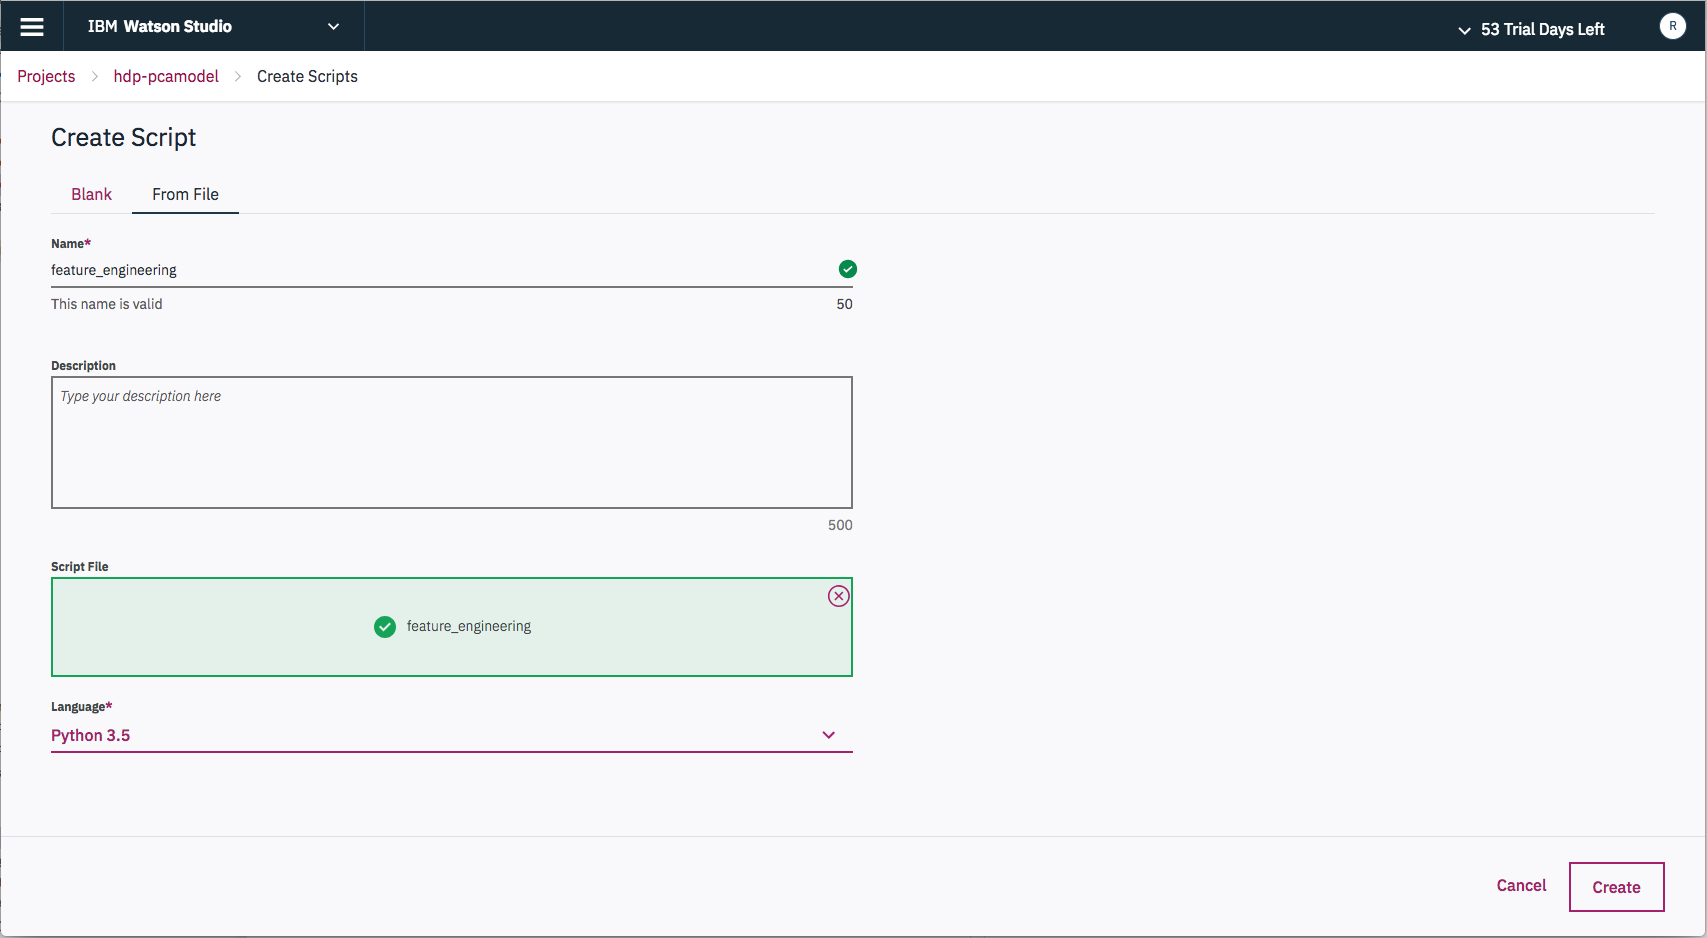 IBM Watson Studio
53 Trial Days Left
R
Projects > hdp-pcamodel > Create Scripts
Create Script
Blank From File
Name*
feature_engineering
This name is valid 50
Description
Type your description here
500
Script File
feature_engineering
Language*
Python 3.5
Cancel Create